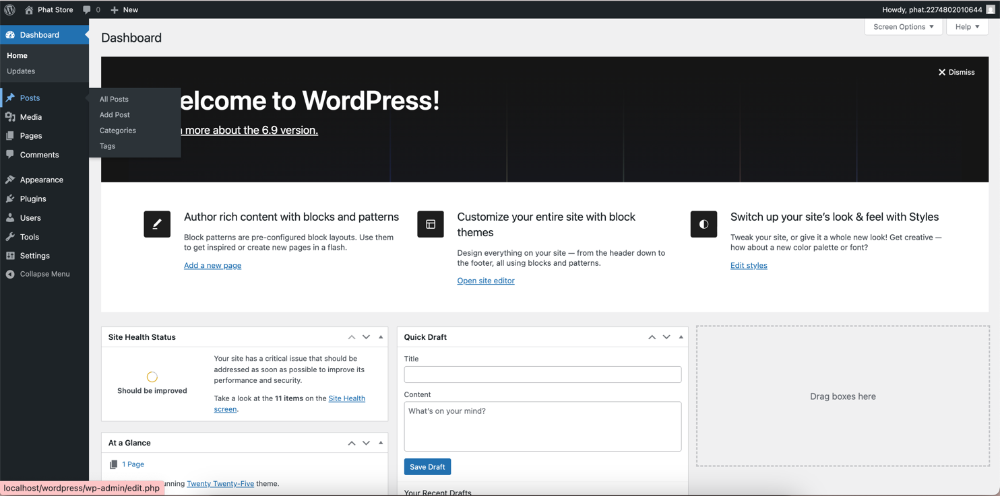 Phat Store
0
New
Howdy, phat.2274802010644
Screen Options
Help
Dashboard
Home
Updates
Posts
Media
Pages
Comments
Appearance
Plugins
Users
Tools
Settings
Collapse Menu
All Posts
Add Post
Categories
Tags
Dashboard
Dismiss
elcome to WordPress!
more about the 6.9 version.
Author rich content with blocks and patterns
Block patterns are pre-configured block layouts. Use them
to get inspired or create new pages in a flash.
Add a new page
Customize your entire site with block
themes
Design everything on your site — from the header down to
the footer, all using blocks and patterns.
Open site editor
Switch up your site’s look & feel with Styles
Tweak your site, or give it a whole new look! Get creative —
how about a new color palette or font?
Edit styles
Site Health Status
Should be improved
Your site has a critical issue that should be
addressed as soon as possible to improve its
performance and security.
Take a look at the 11 items on the Site Health
screen.
At a Glance
1 Page
unning Twenty Twenty-Five theme.
Quick Draft
Title
Content
What’s on your mind?
Save Draft
Your Recent Drafts
Drag boxes here
localhost/wordpress/wp-admin/edit.php